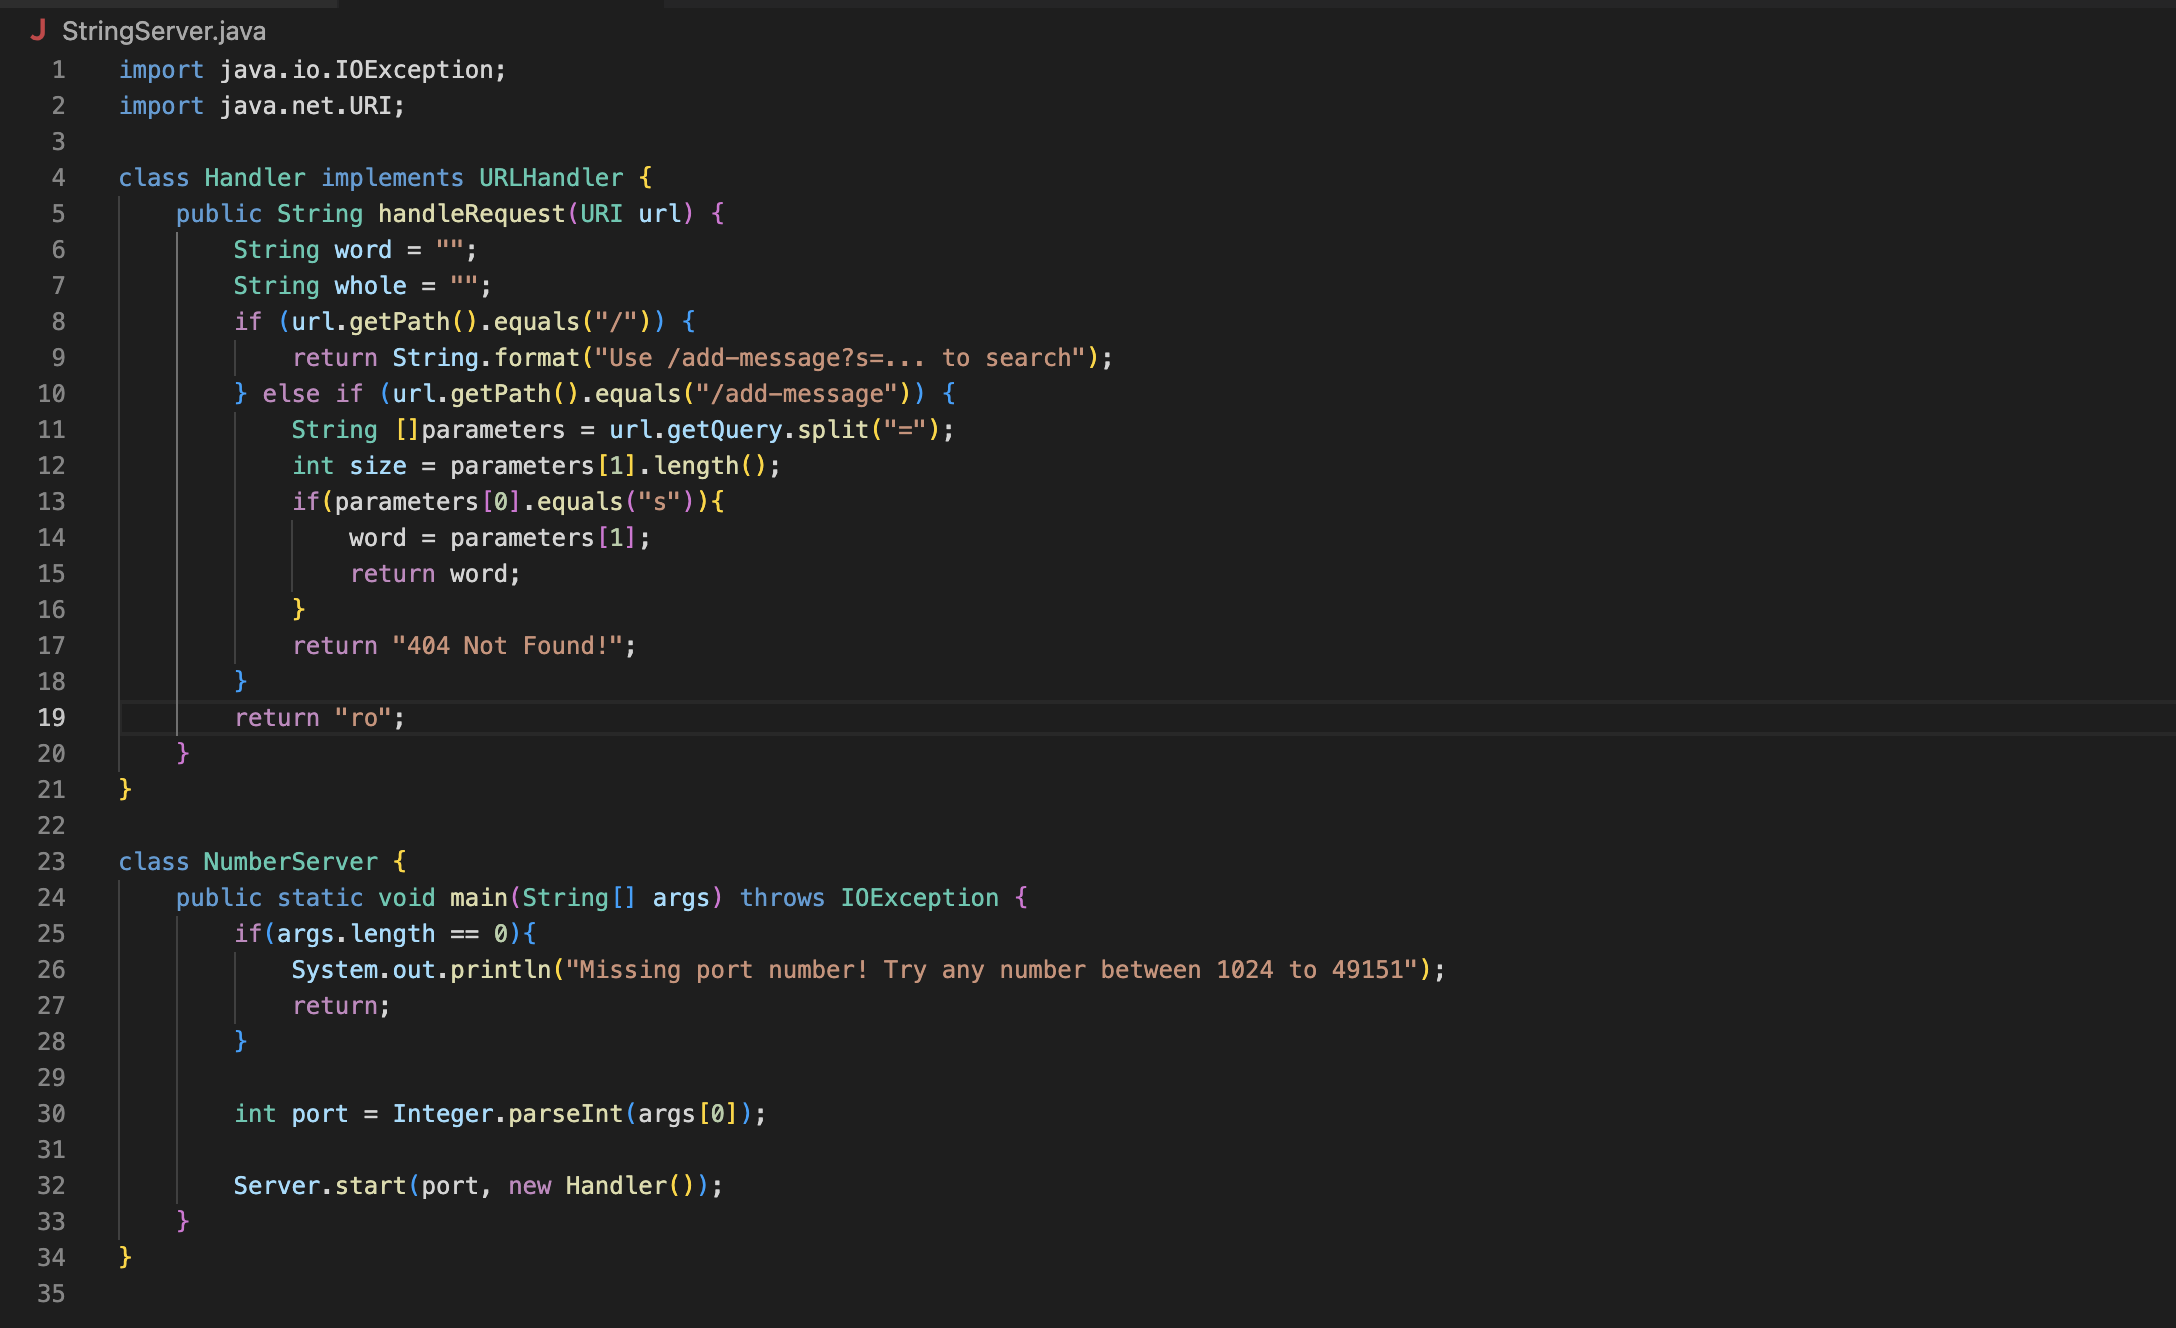 J StringServer.java
1 import java.io.IOException;
2 import java.net.URI;
3
4 class Handler implements URLHandler {
5     public String handleRequest(URI url) {
6         String word = "";
7         String whole = "";
8         if (url.getPath().equals("/")) {
9             return String.format("Use /add-message?s=... to search");
10         } else if (url.getPath().equals("/add-message")) {
11             String []parameters = url.getQuery.split("=");
12             int size = parameters[1].length();
13             if(parameters[0].equals("s")){
14                 word = parameters[1];
15                 return word;
16             }
17             return "404 Not Found!";
18         }
19         return "ro";
20     }
21 }
22
23 class NumberServer {
24     public static void main(String[] args) throws IOException {
25         if(args.length == 0){
26             System.out.println("Missing port number! Try any number between 1024 to 49151");
27             return;
28         }
29
30         int port = Integer.parseInt(args[0]);
31
32         Server.start(port, new Handler());
33     }
34 }
35